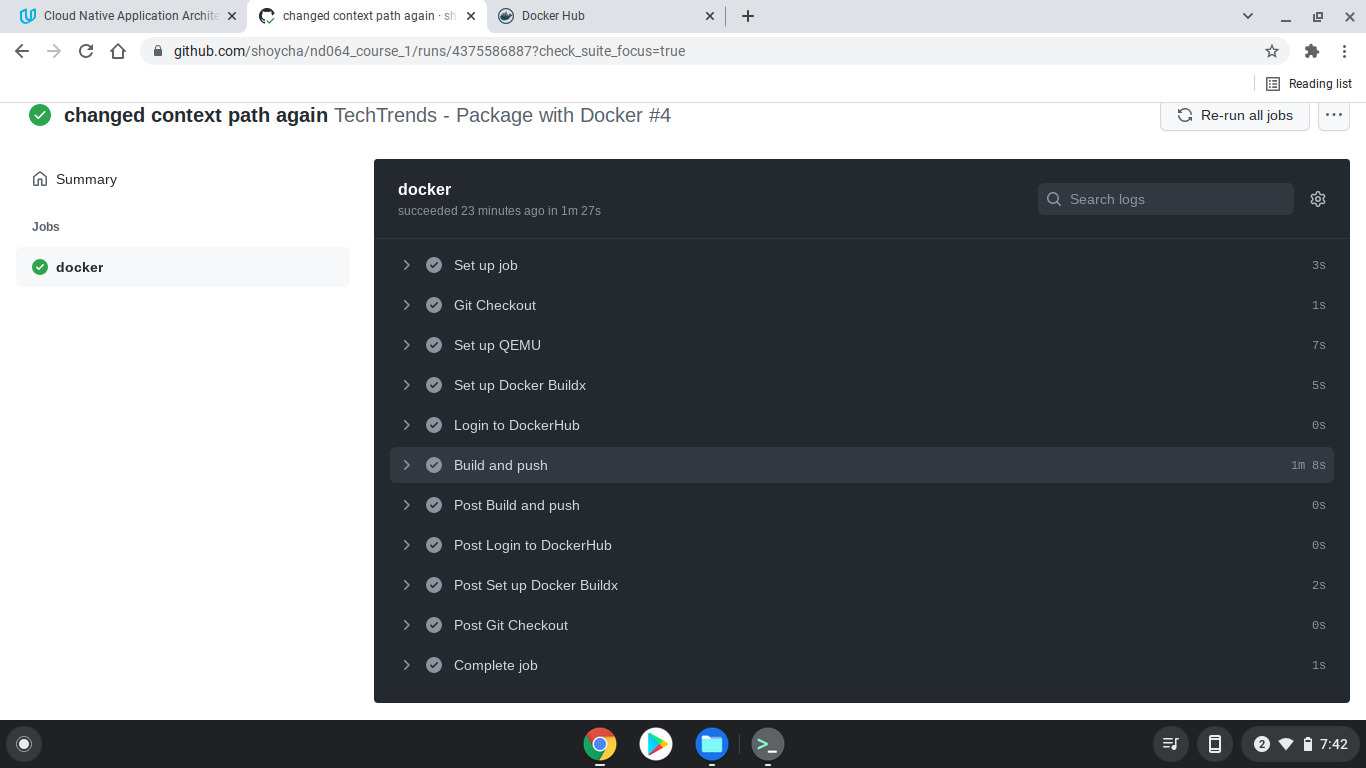 Cloud Native Application Archite
changed context path again · sh
Docker Hub
github.com/shoycha/nd064_course_1/runs/4375586887?check_suite_focus=true
Reading list
changed context path again TechTrends - Package with Docker #4
Re-run all jobs
Summary
Jobs
docker
docker
succeeded 23 minutes ago in 1m 27s
Search logs
Set up job 3s
Git Checkout 1s
Set up QEMU 7s
Set up Docker Buildx 5s
Login to DockerHub 0s
Build and push 1m 8s
Post Build and push 0s
Post Login to DockerHub 0s
Post Set up Docker Buildx 2s
Post Git Checkout 0s
Complete job 1s
>_
2 7:42